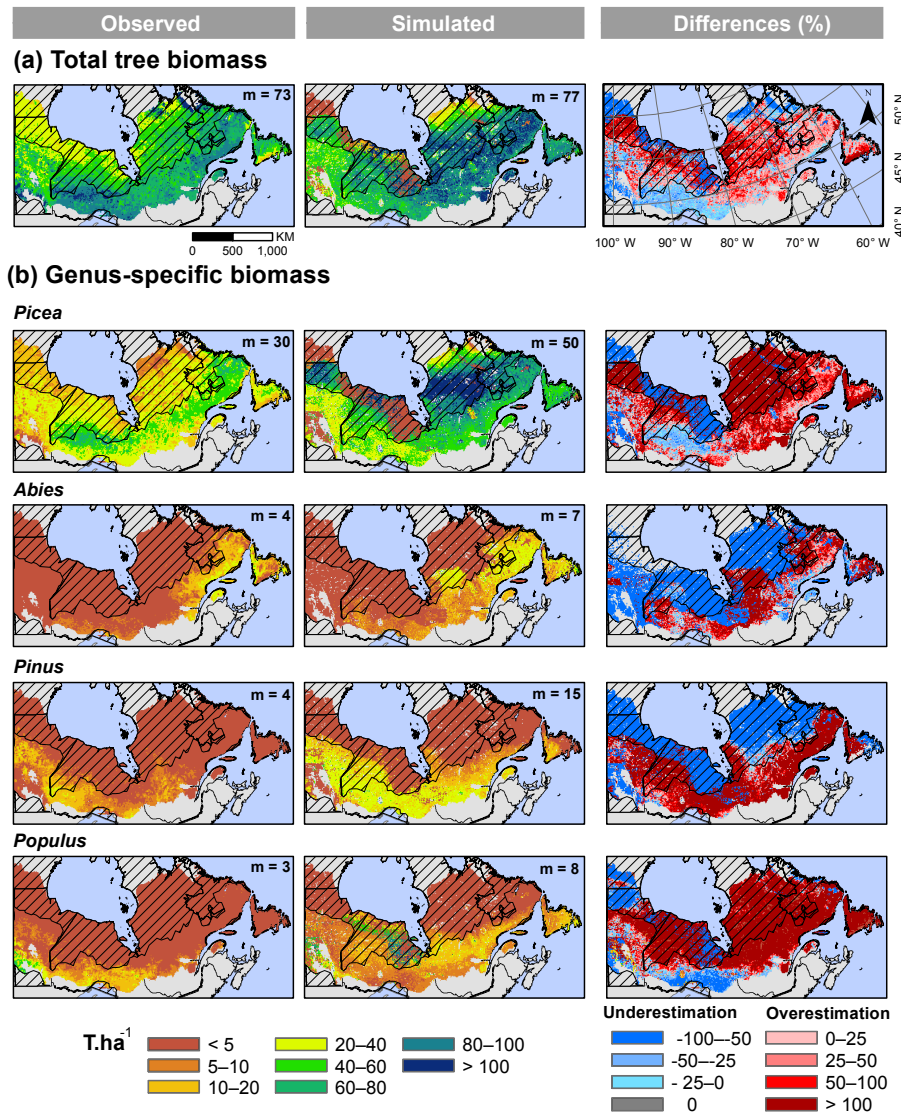 Observed Simulated Differences (%)
(a) Total tree biomass
m = 73 m = 77 N
50° N
45° N
40° N
KM
0 500 1,000
100° W 90° W 80° W 70° W 60° W
(b) Genus-specific biomass
Picea
m = 30 m = 50
Abies
m = 4 m = 7
Pinus
m = 4 m = 15
Populus
m = 3 m = 8
T.ha-1
< 5 20–40 80–100
5–10 40–60 > 100
10–20 60–80
Underestimation Overestimation
-100–-50 0–25
-50–-25 25–50
- 25–0 50–100
0 > 100